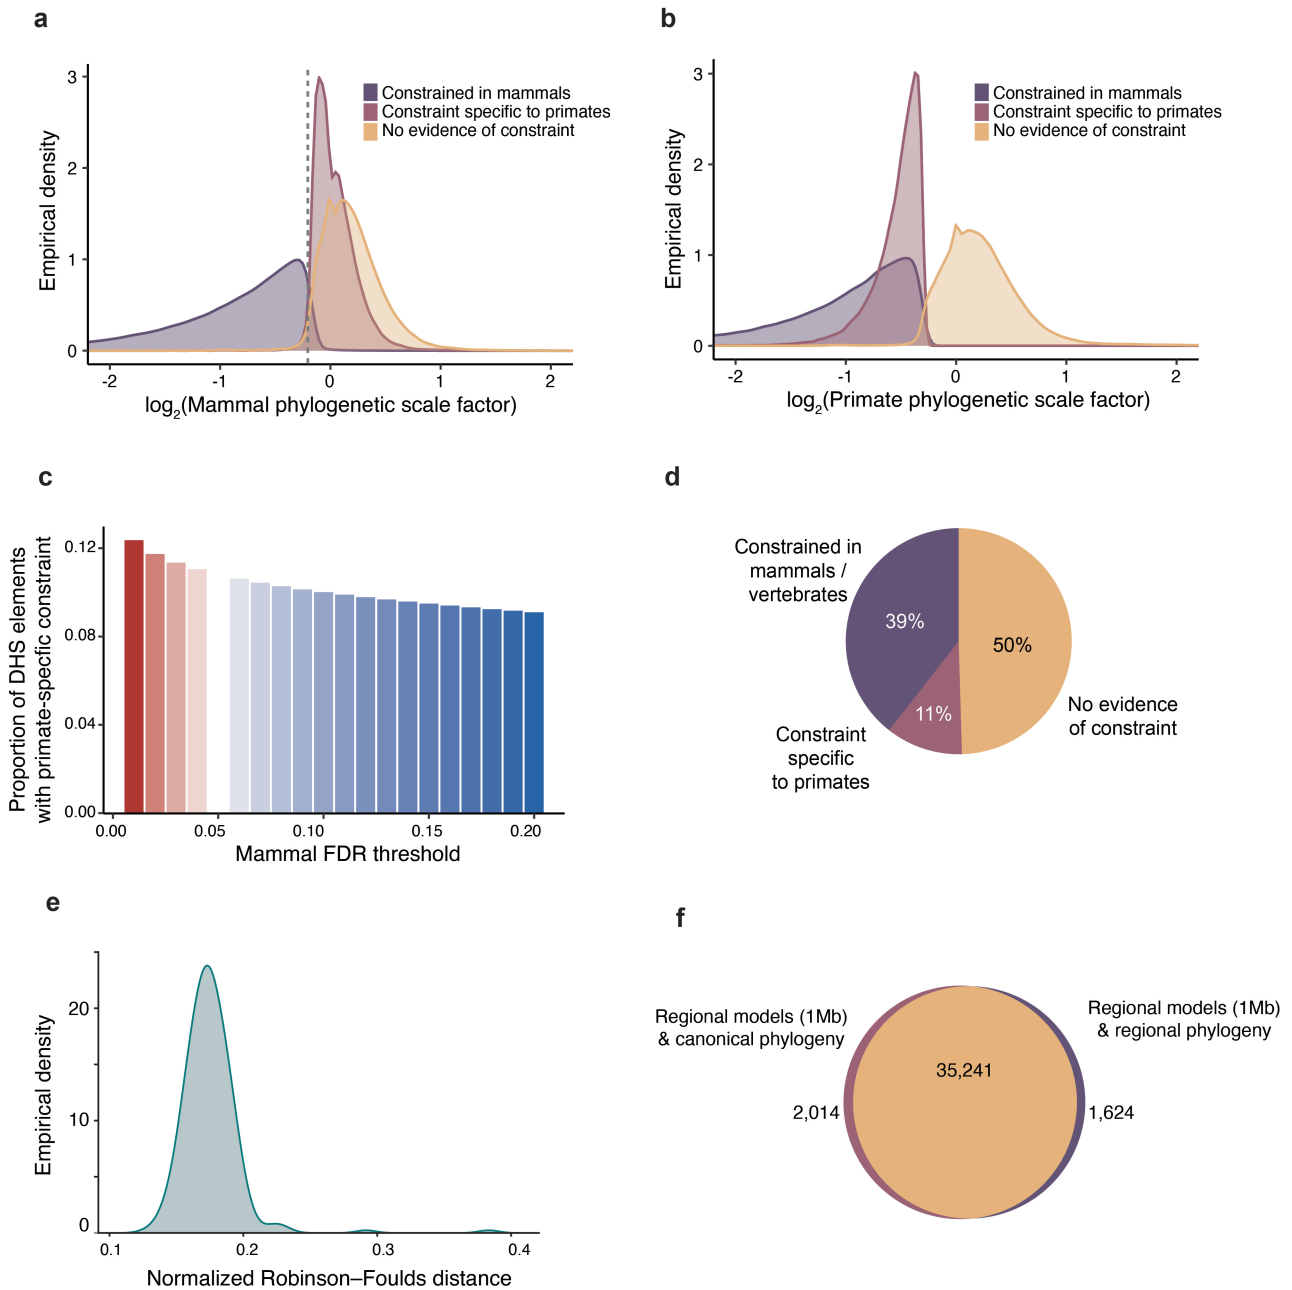 a
3
2
1
0
Empirical density
Constrained in mammals
Constraint specific to primates
No evidence of constraint
-2
-1
0
1
2
log2(Mammal phylogenetic scale factor)
b
3
2
1
0
Empirical density
Constrained in mammals
Constraint specific to primates
No evidence of constraint
-2
-1
0
1
2
log2(Primate phylogenetic scale factor)
c
Proportion of DHS elements
with primate-specfic constraint
0.12
0.08
0.04
0.00
0.00
0.05
0.10
0.15
0.20
Mammal FDR threshold
d
Constrained in
mammals /
vertebrates
39%
50%
11%
No evidence
of constraint
Constraint
specific
to primates
e
Empirical density
20
10
0
0.1
0.2
0.3
0.4
Normalized Robinson–Foulds distance
f
Regional models (1Mb)
& canonical phylogeny
Regional models (1Mb)
& regional phylogeny
35,241
2,014
1,624